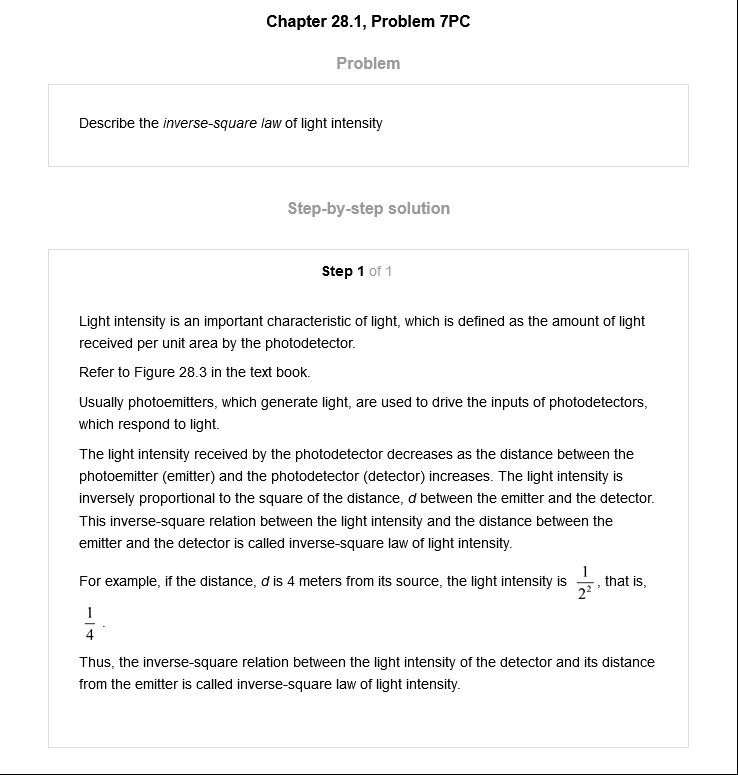 Chapter 28.1, Problem 7PC
Problem
Describe the inverse-square law of light intensity
Step-by-step solution
Step 1 of 1
Light intensity is an important characteristic of light, which is defined as the amount of light
received per unit area by the photodetector.
Refer to Figure 28.3 in the text book.
Usually photoemitters, which generate light, are used to drive the inputs of photodetectors,
which respond to light.
The light intensity received by the photodetector decreases as the distance between the
photoemitter (emitter) and the photodetector (detector) increases. The light intensity is
inversely proportional to the square of the distance, d between the emitter and the detector.
This inverse-square relation between the light intensity and the distance between the
emitter and the detector is called inverse-square law of light intensity.
For example, if the distance, d is 4 meters from its source, the light intensity is 1/2², that is,
1/4.
Thus, the inverse-square relation between the light intensity of the detector and its distance
from the emitter is called inverse-square law of light intensity.